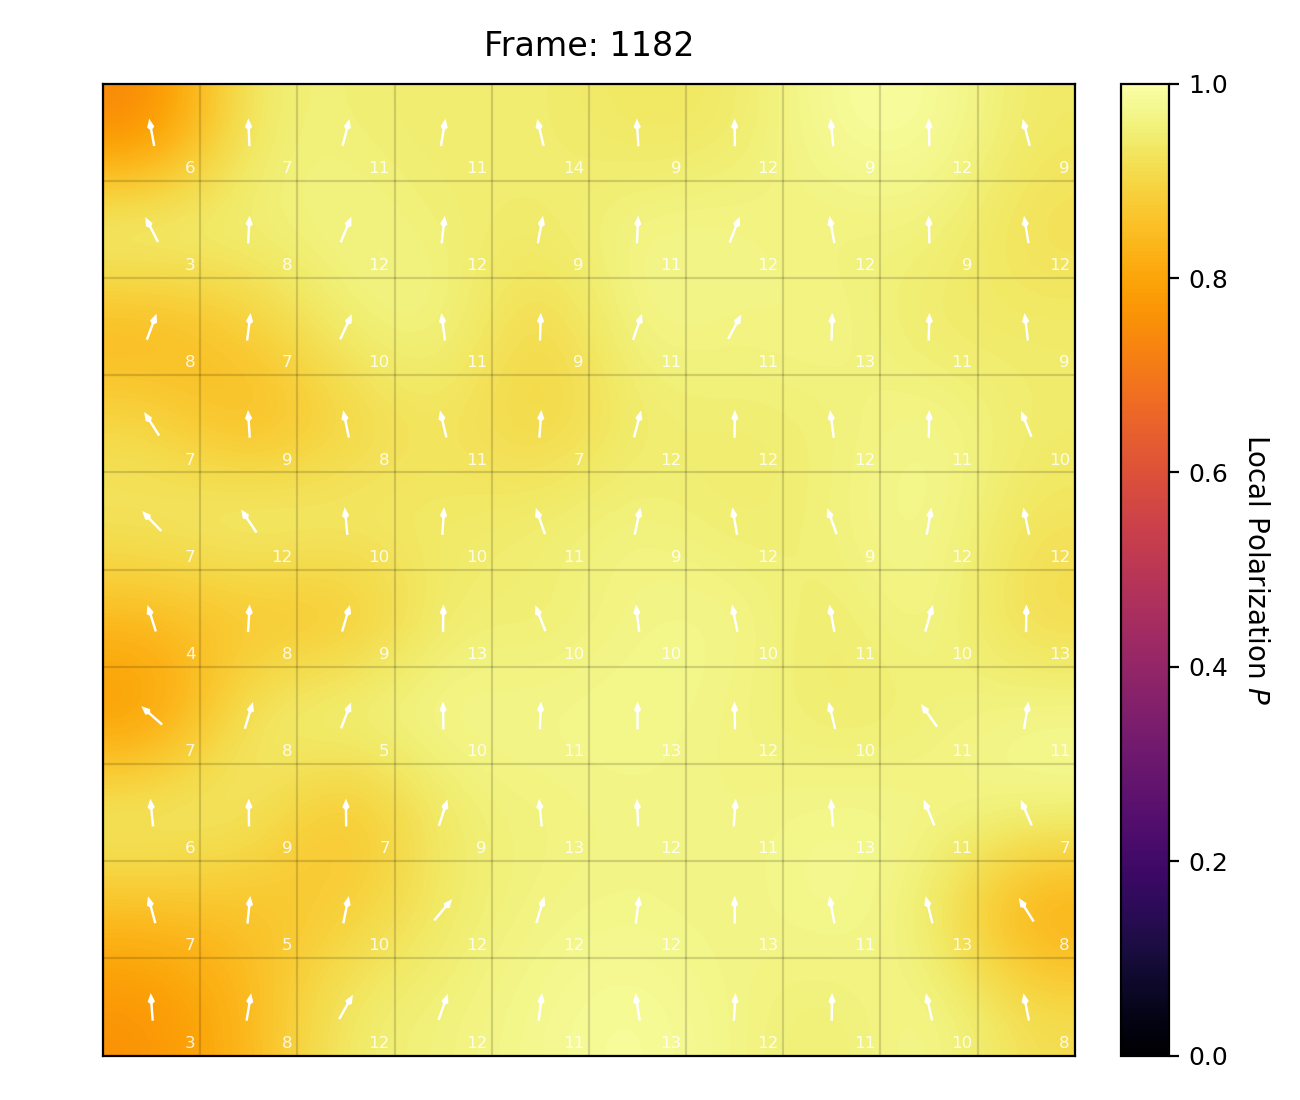 Frame: 1182
6 7 11 11 14 9 12 9 12 9
3 8 12 12 9 11 12 12 9 12
8 7 10 11 9 11 11 13 11 9
7 9 8 11 7 12 12 12 11 10
7 12 10 10 11 9 12 9 12 12
4 8 9 13 10 10 10 11 10 13
7 8 5 10 11 13 12 10 11 11
6 9 7 9 13 12 11 13 11 7
7 5 10 12 12 12 13 11 13 8
3 8 12 12 11 13 12 11 10 8
1.0
0.8
0.6
0.4
0.2
0.0
Local Polarization P